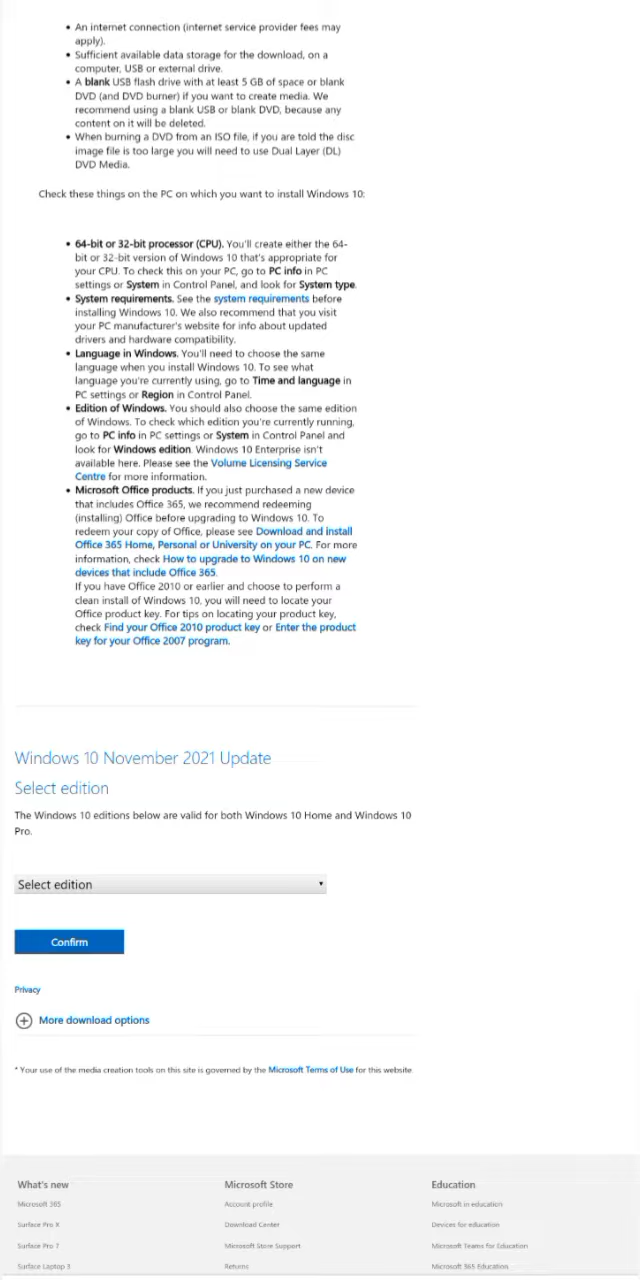 • An internet connection (internet service provider fees may
apply).
• Sufficient available data storage for the download, on a
computer, USB or external drive.
• A blank USB flash drive with at least 5 GB of space or blank
DVD (and DVD burner) if you want to create media. We
recommend using a blank USB or blank DVD, because any
content on it will be deleted.
• When burning a DVD from an ISO file, if you are told the disc
image file is too large you will need to use Dual Layer (DL)
DVD Media.
Check these things on the PC on which you want to install Windows 10:
• 64-bit or 32-bit processor (CPU). You'll create either the 64-
bit or 32-bit version of Windows 10 that's appropriate for
your CPU. To check this on your PC, go to PC info in PC
settings or System in Control Panel, and look for System type.
• System requirements. See the system requirements before
installing Windows 10. We also recommend that you visit
your PC manufacturer's website for info about updated
drivers and hardware compatibility.
• Language in Windows. You'll need to choose the same
language when you install Windows 10. To see what
language you're currently using, go to Time and language in
PC settings or Region in Control Panel.
• Edition of Windows. You should also choose the same edition
of Windows. To check which edition you're currently running,
go to PC info in PC settings or System in Control Panel and
look for Windows edition. Windows 10 Enterprise isn't
available here. Please see the Volume Licensing Service
Centre for more information.
• Microsoft Office products. If you just purchased a new device
that includes Office 365, we recommend redeeming
(installing) Office before upgrading to Windows 10. To
redeem your copy of Office, please see Download and install
Office 365 Home, Personal or University on your PC. For more
information, check How to upgrade to Windows 10 on new
devices that include Office 365.
If you have Office 2010 or earlier and choose to perform a
clean install of Windows 10, you will need to locate your
Office product key. For tips on locating your product key,
check Find your Office 2010 product key or Enter the product
key for your Office 2007 program.
Windows 10 November 2021 Update
Select edition
The Windows 10 editions below are valid for both Windows 10 Home and Windows 10
Pro.
Select edition
Confirm
Privacy
More download options
* Your use of the media creation tools on this site is governed by the Microsoft Terms of Use for this website.
What's new Microsoft Store Education
Microsoft 365 Account profile Microsoft in education
Surface Pro X Download Center Devices for education
Surface Pro 7 Microsoft Store Support Microsoft Teams for Education
Surface Laptop 3 Returns Microsoft 365 Education